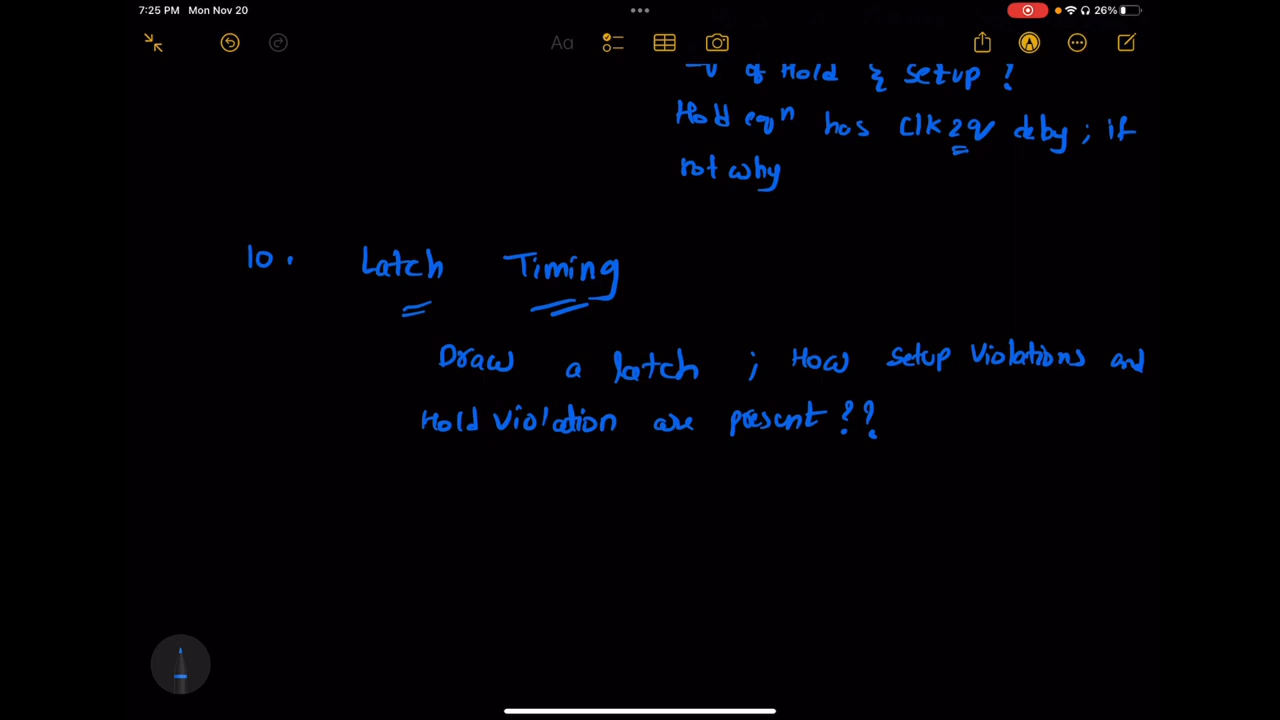 7:25 PM Mon Nov 20
26%
Aa
of Hold & Setup ?
Hold eqn has Clk2q delay ; if
not why
10. Latch Timing
Draw a latch ; How setup violations and
Hold violation are present ??